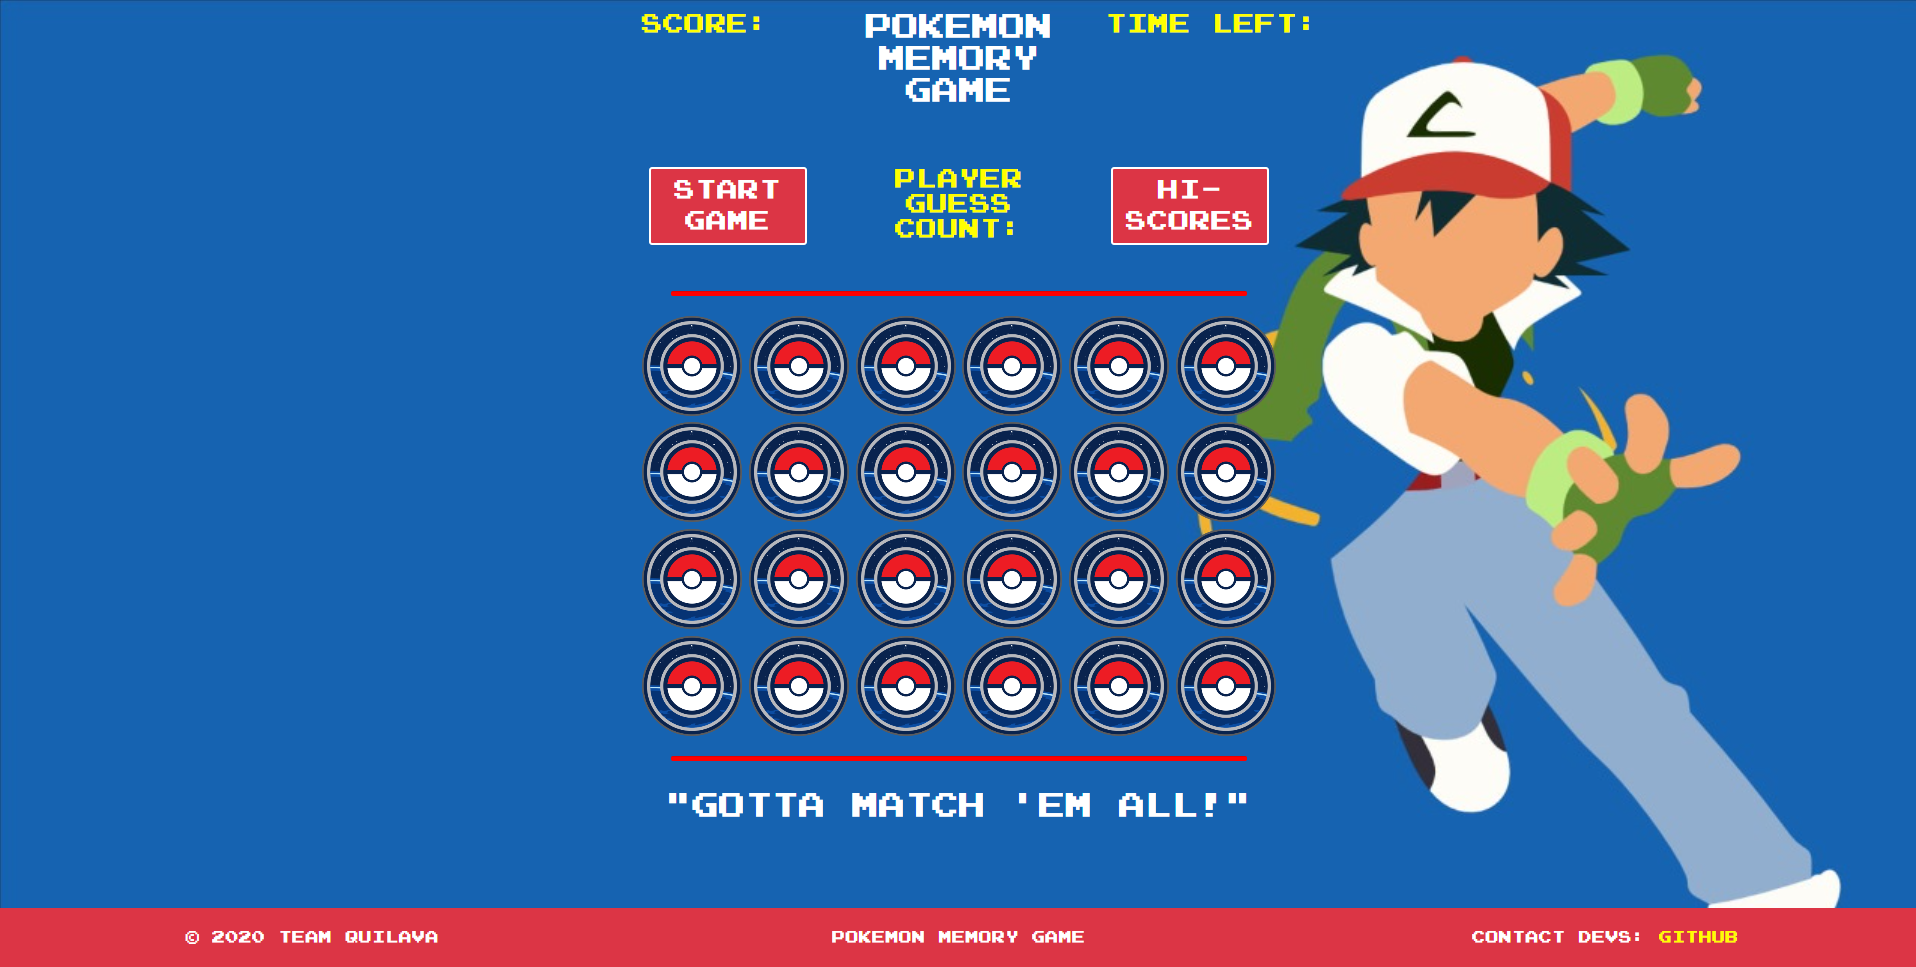 SCORE:
POKEMON
MEMORY
GAME
TIME LEFT:
START
GAME
PLAYER
GUESS
COUNT:
HI-
SCORES
"GOTTA MATCH 'EM ALL!"
© 2020 TEAM QUILAVA
POKEMON MEMORY GAME
CONTACT DEVS: GITHUB